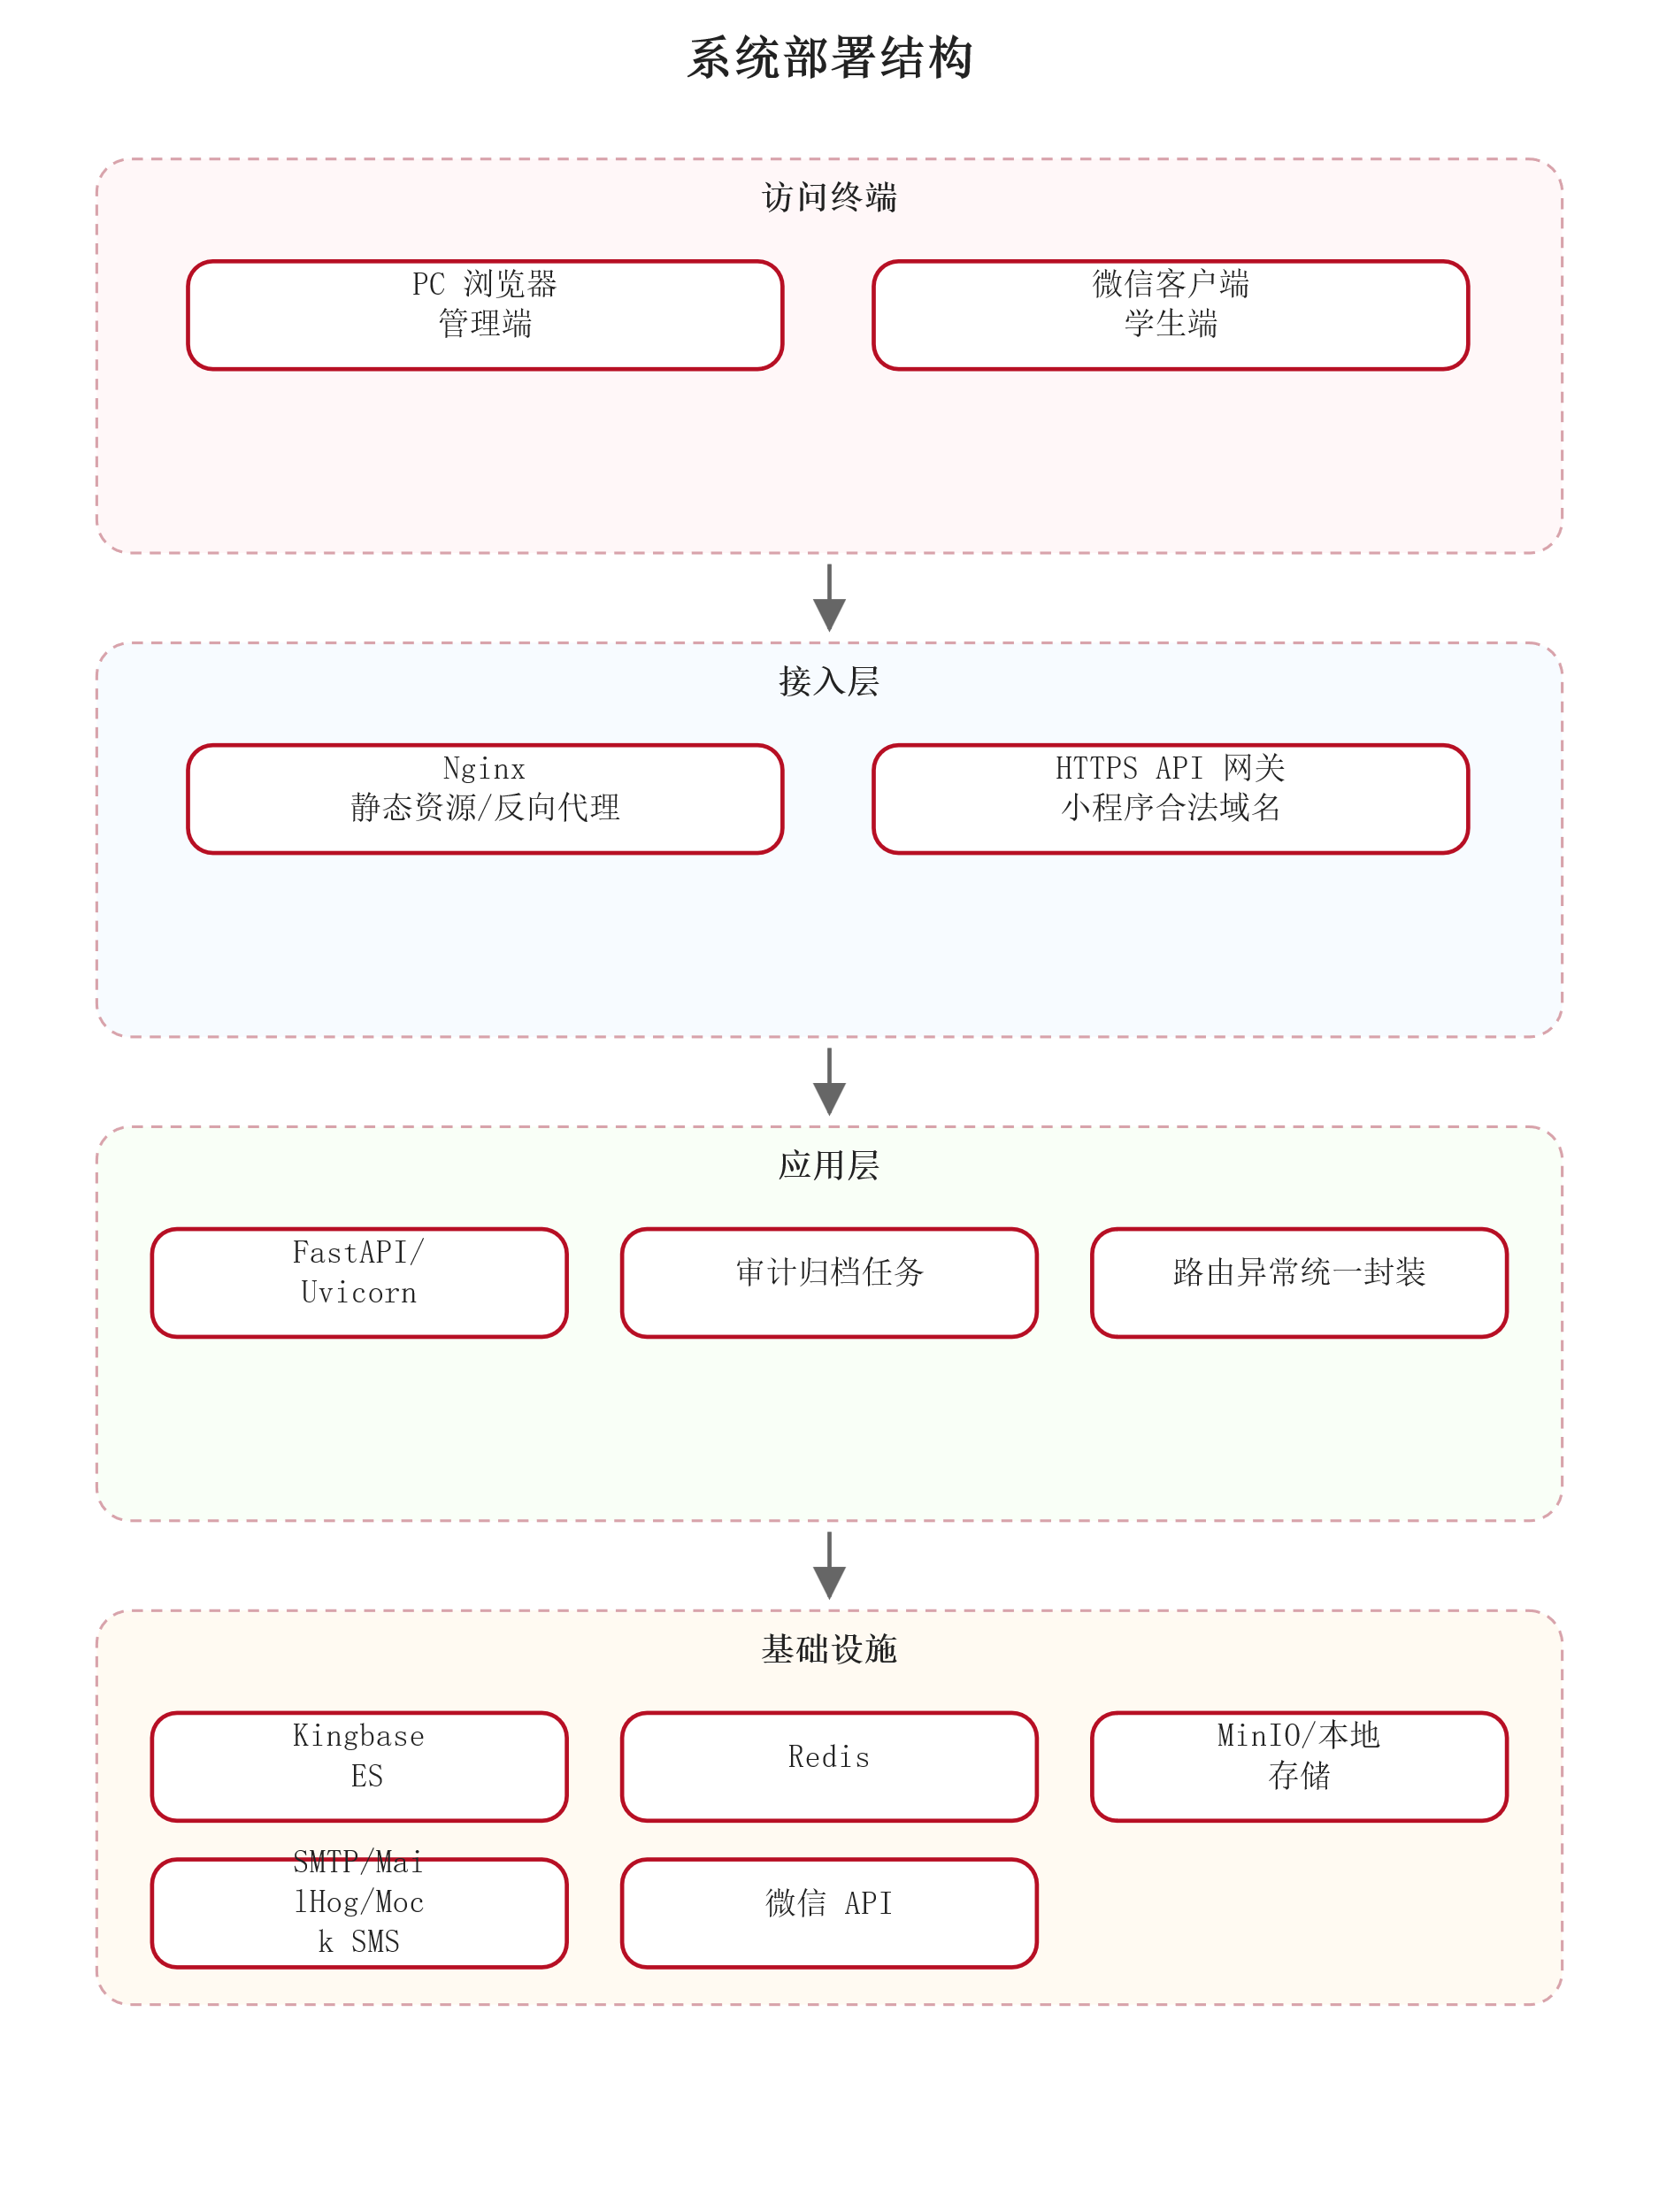 系统部署结构
访问终端
PC 浏览器
管理端
微信客户端
学生端
接入层
Nginx
静态资源/反向代理
HTTPS API 网关
小程序合法域名
应用层
FastAPI/
Uvicorn
审计归档任务
路由异常统一封装
基础设施
Kingbase
ES
Redis
MinIO/本地
存储
SMTP/Mai
lHog/Moc
k SMS
微信 API